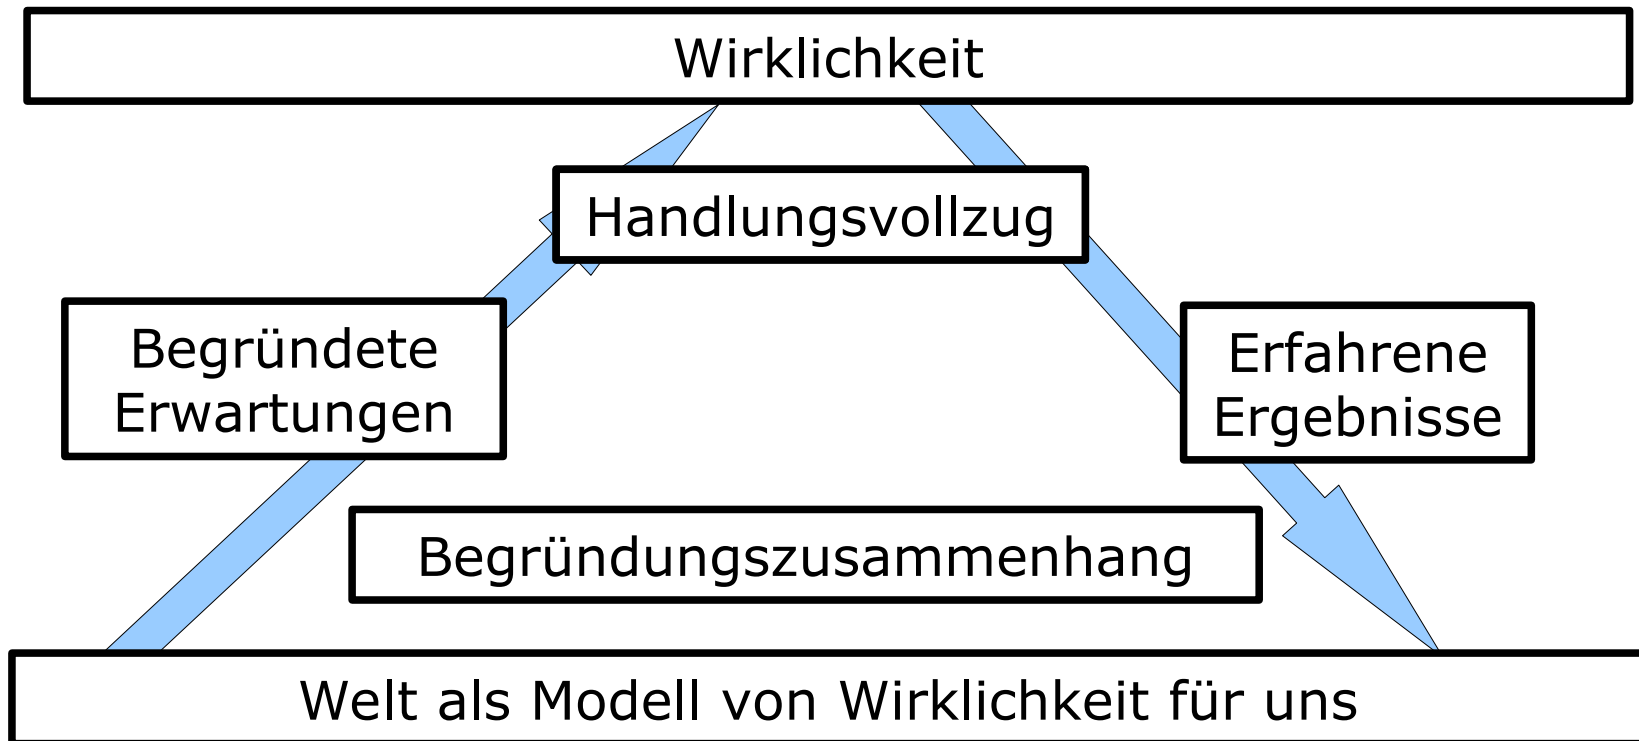 Wirklichkeit
Handlungsvollzug
Begründete
Erwartungen
Erfahrene
Ergebnisse
Begründungszusammenhang
Welt als Modell von Wirklichkeit für uns